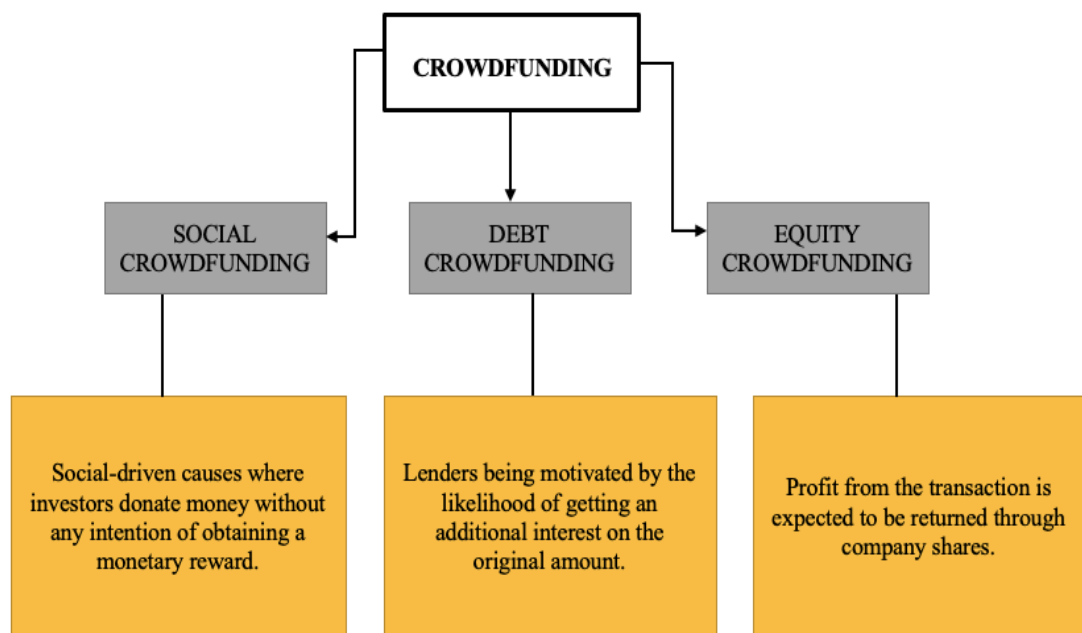 CROWDFUNDING
SOCIAL
CROWDFUNDING
DEBT
CROWDFUNDING
EQUITY
CROWDFUNDING
Social-driven causes where
investors donate money without
any intention of obtaining a
monetary reward.
Lenders being motivated by the
likelihood of getting an
additional interest on the
original amount.
Profit from the transaction is
expected to be returned through
company shares.